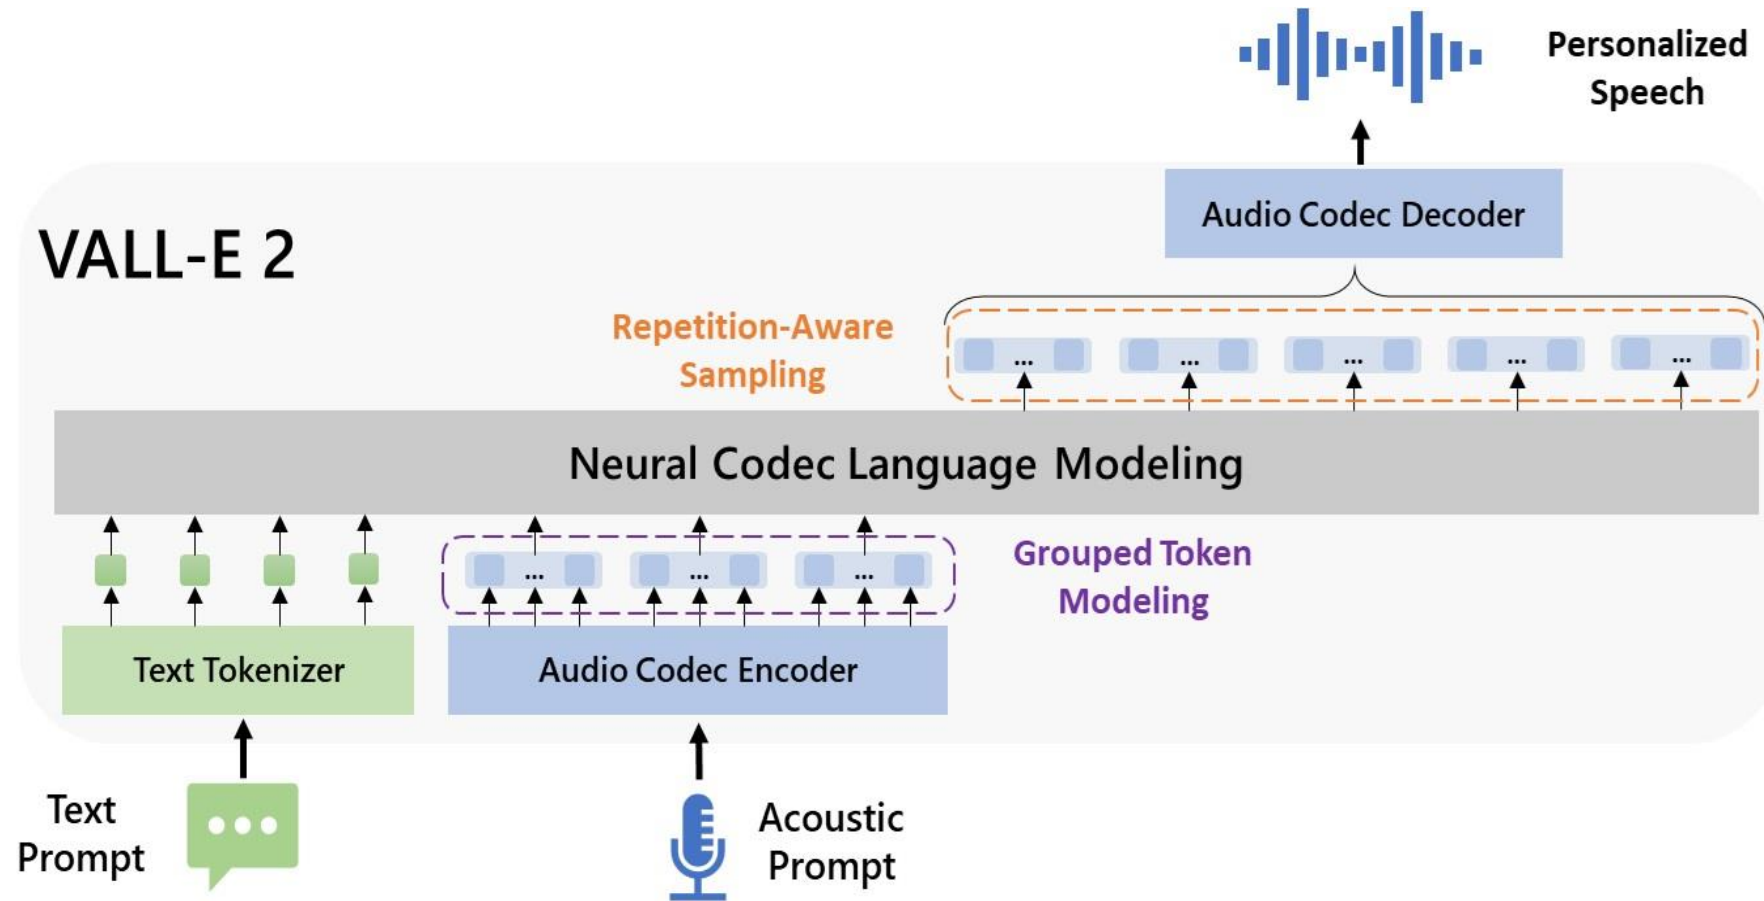 Personalized
Speech
Audio Codec Decoder
VALL-E 2
Repetition-Aware
Sampling
... ... ... ... ...
Neural Codec Language Modeling
... ... ...
Grouped Token
Modeling
Text Tokenizer
Audio Codec Encoder
Text
Prompt
Acoustic
Prompt